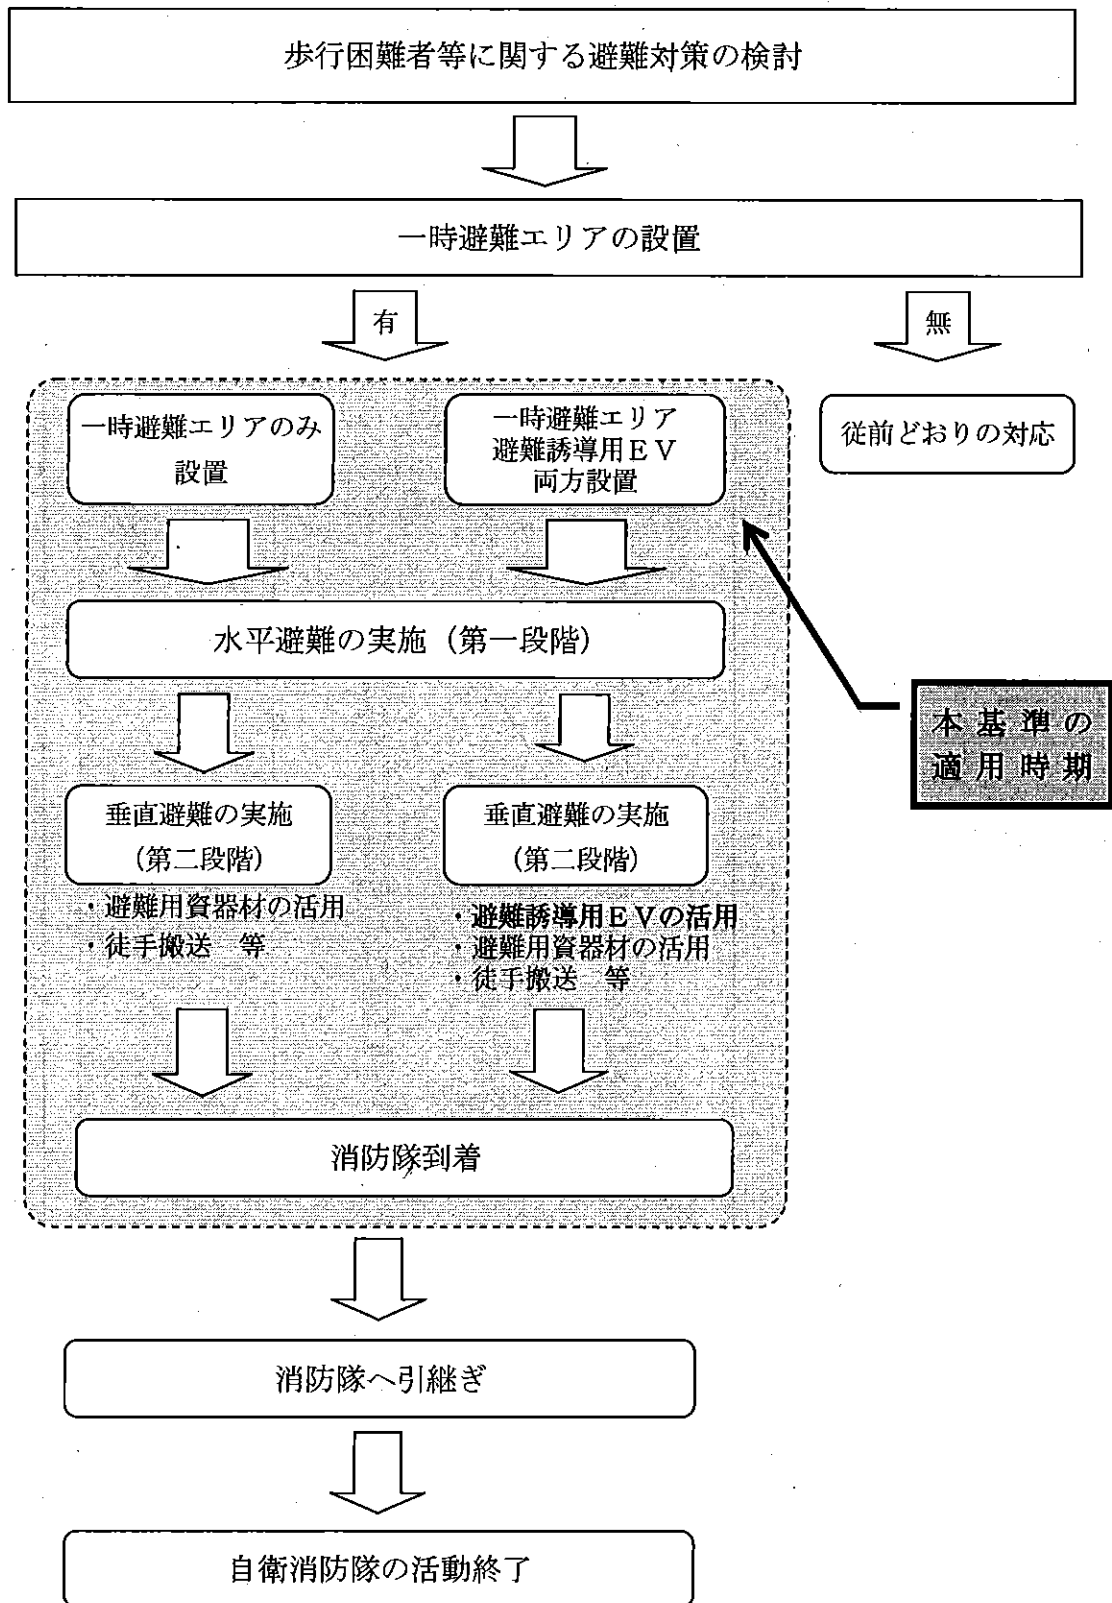 歩行困難者等に関する避難対策の検討
一時避難エリアの設置
有
無
一時避難エリアのみ
設置
一時避難エリア
避難誘導用ＥＶ
両方設置
従前どおりの対応
水平避難の実施（第一段階）
本基準の
適用時期
垂直避難の実施
（第二段階）
・避難用資器材の活用
・徒手搬送　等
垂直避難の実施
（第二段階）
・避難誘導用ＥＶの活用
・避難用資器材の活用
・徒手搬送　等
消防隊到着
消防隊へ引継ぎ
自衛消防隊の活動終了